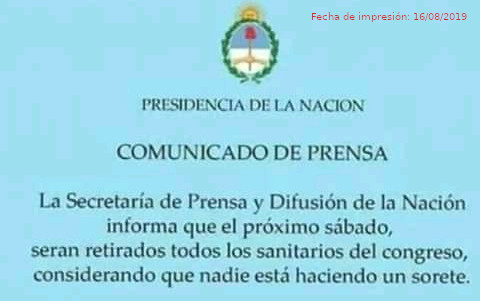 Fecha de impresión: 16/08/2019
PRESIDENCIA DE LA NACION
COMUNICADO DE PRENSA
La Secretaría de Prensa y Difusión de la Nación
informa que el próximo sábado,
seran retirados todos los sanitarios del congreso,
considerando que nadie está haciendo un sorete.